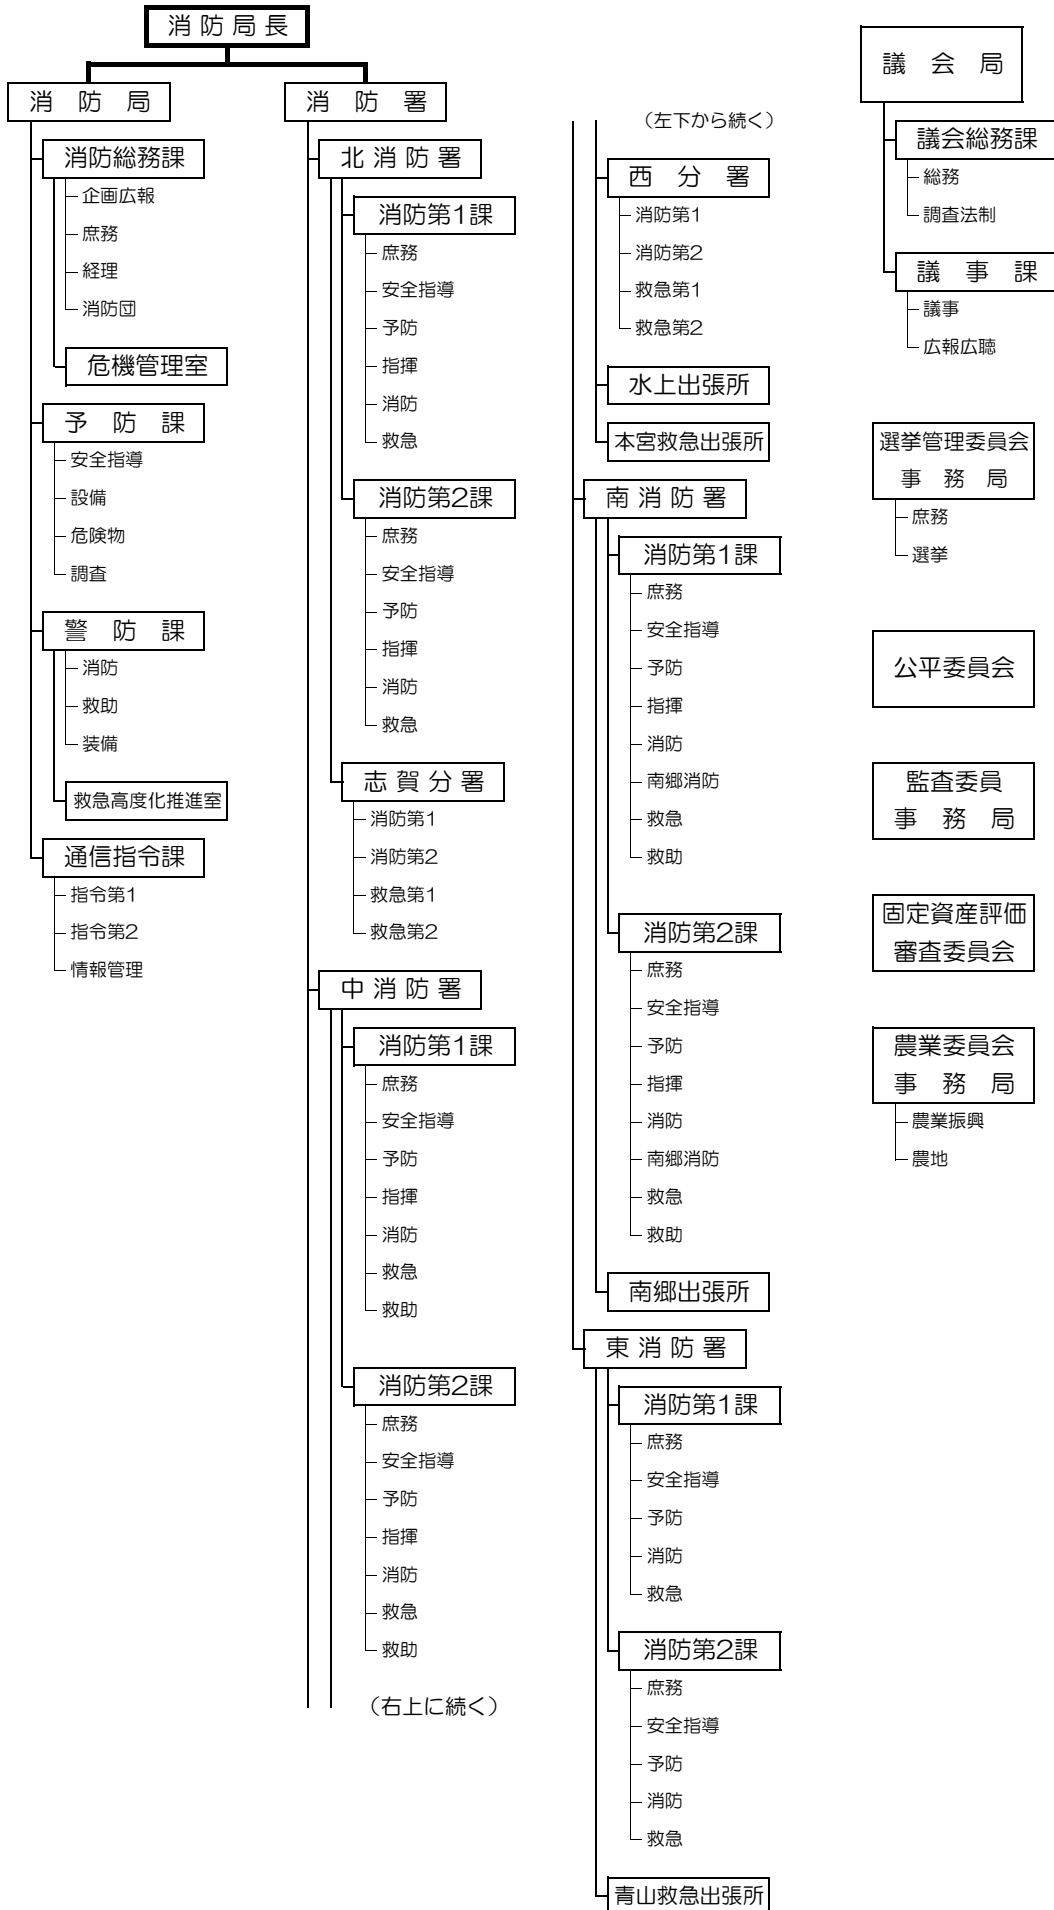 消防局長
消防局
消防総務課
企画広報
庶務
経理
消防団
危機管理室
予防課
安全指導
設備
危険物
調査
警防課
消防
救助
装備
救急高度化推進室
通信指令課
指令第1
指令第2
情報管理
消防署
北消防署
消防第1課
庶務
安全指導
予防
指揮
消防
救急
消防第2課
庶務
安全指導
予防
指揮
消防
救急
志賀分署
消防第1
消防第2
救急第1
救急第2
中消防署
消防第1課
庶務
安全指導
予防
指揮
消防
救急
救助
消防第2課
庶務
安全指導
予防
指揮
消防
救急
救助
（右上に続く）
（左下から続く）
西分署
消防第1
消防第2
救急第1
救急第2
水上出張所
本宮救急出張所
南消防署
消防第1課
庶務
安全指導
予防
指揮
消防
南郷消防
救急
救助
消防第2課
庶務
安全指導
予防
指揮
消防
南郷消防
救急
救助
南郷出張所
東消防署
消防第1課
庶務
安全指導
予防
消防
救急
消防第2課
庶務
安全指導
予防
消防
救急
青山救急出張所
議会局
議会総務課
総務
調査法制
議事課
議事
広報広聴
選挙管理委員会
事務局
庶務
選挙
公平委員会
監査委員
事務局
固定資産評価
審査委員会
農業委員会
事務局
農業振興
農地